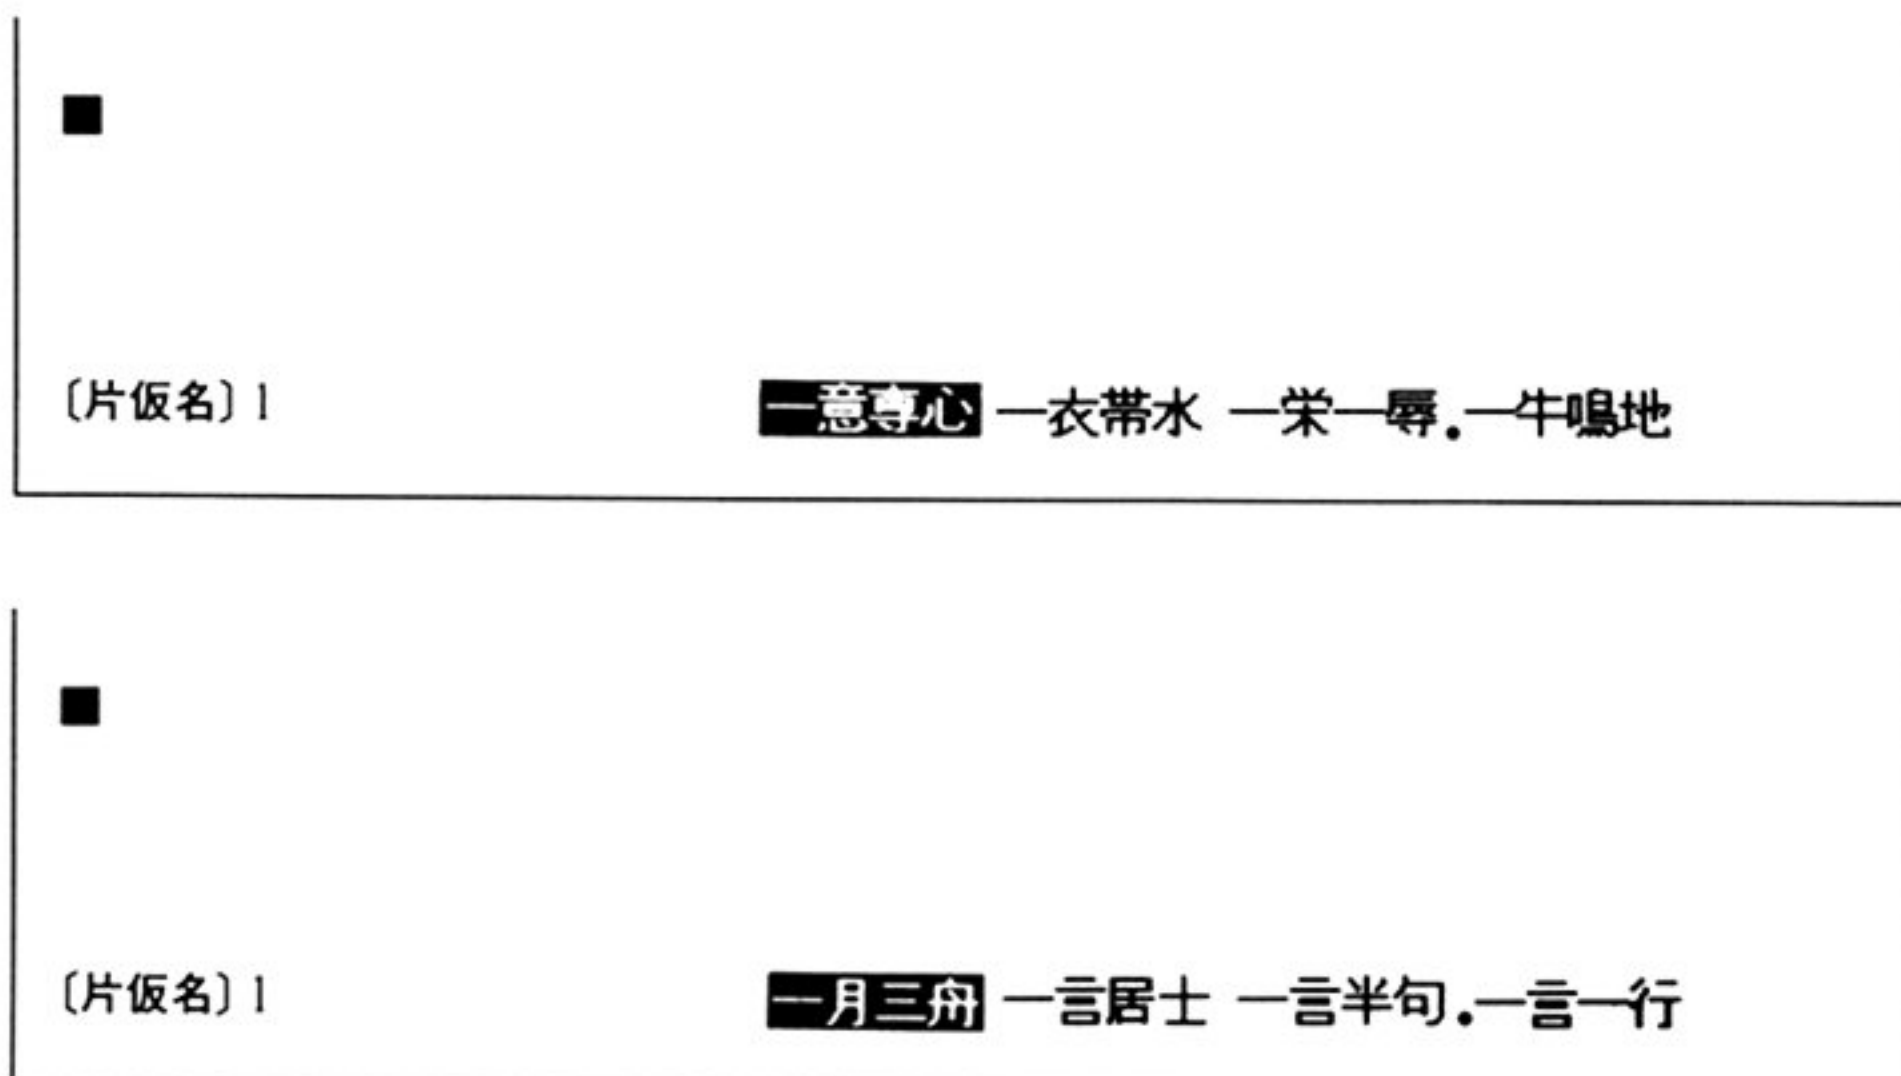 ■
〔片仮名〕1 一意専心 一衣帯水 一栄一辱.一牛鳴地
■
〔片仮名〕1 一月三舟 一言居士 一言半句.一言一行